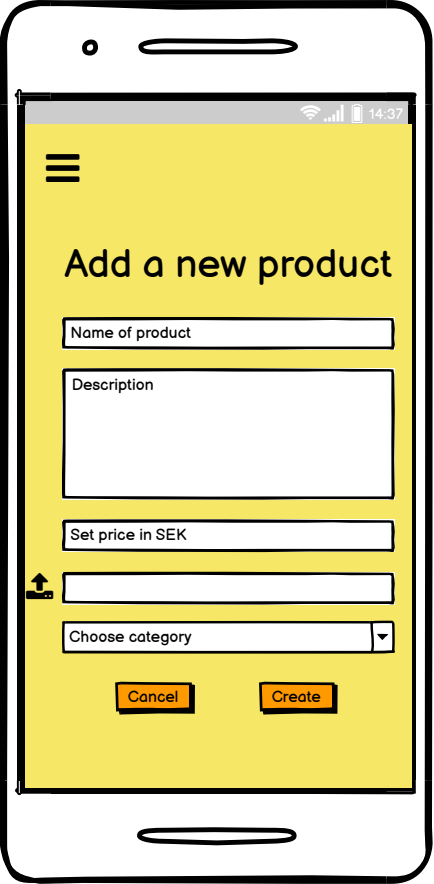 14:37
Add a new product
Name of product
Description
Set price in SEK
Choose category
Cancel
Create